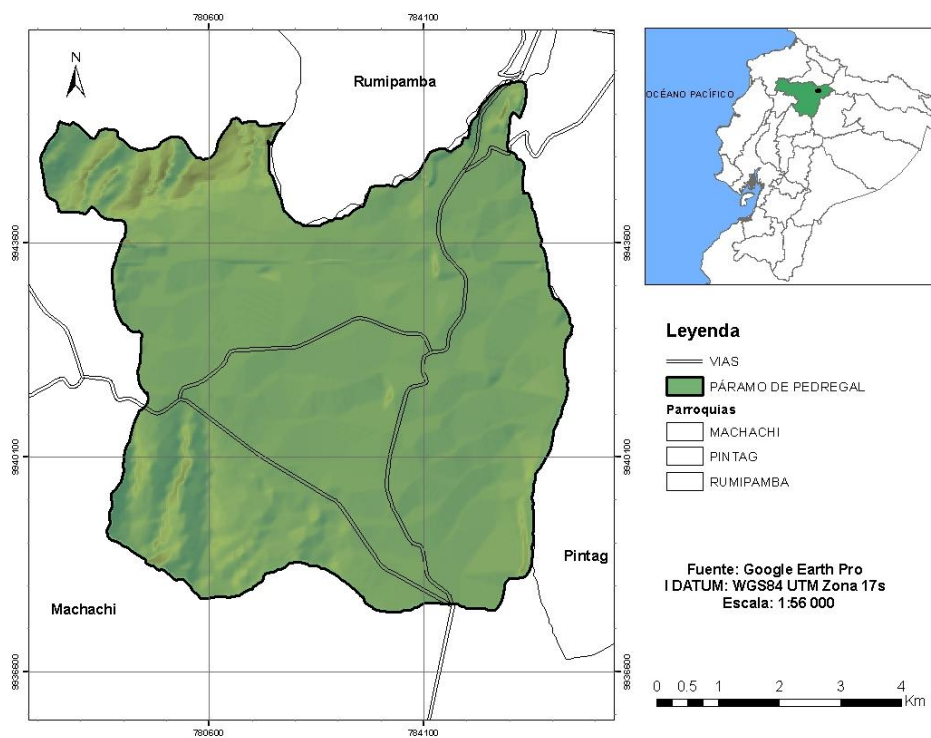 780600
784100
N
Rumipamba
OCÉANO PACÍFICO
9943600
9943600
Leyenda
VIAS
PÁRAMO DE PEDREGAL
Parroquias
MACHACHI
PINTAG
RUMIPAMBA
9940100
9940100
Pintag
Machachi
Fuente: Google Earth Pro
I DATUM: WGS84 UTM Zona 17s
Escala: 1:56 000
9936600
9936600
0 0.5 1 2 3 4
Km
780600
784100